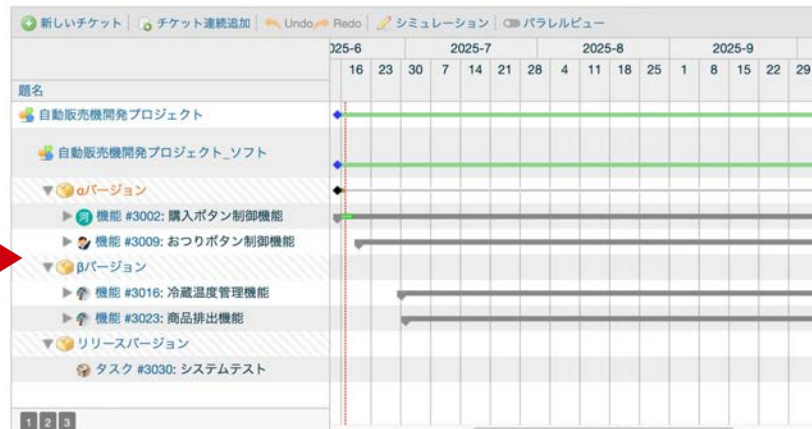 新しいチケット チケット連続追加 Undo Redo シミュレーション パラレルビュー
025-6 2025-7 2025-8 2025-9
16 23 30 7 14 21 28 4 11 18 25 1 8 15 22 29
題名
自動販売機開発プロジェクト
自動販売機開発プロジェクト_ソフト
αバージョン
河 機能 #3002: 購入ボタン制御機能
機能 #3009: おつりボタン制御機能
βバージョン
機能 #3016: 冷蔵温度管理機能
機能 #3023: 商品排出機能
リリースバージョン
タスク #3030: システムテスト
1 2 3